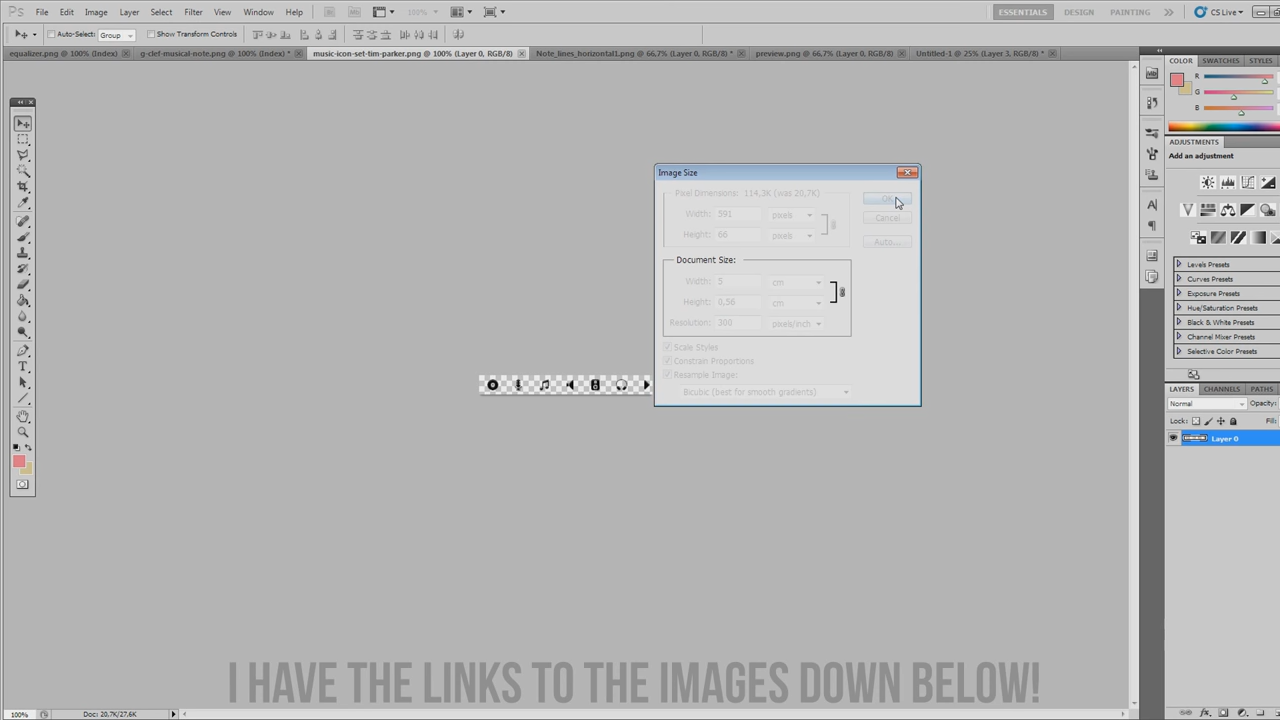 Ps File Edit Image Layer Select Filter View Window Help 100% ESSENTIALS DESIGN PAINTING CS Live
Auto-Select: Group Show Transform Controls
equalizer.png @ 100% (Index) g-clef-musical-note.png @ 100% (Index) * music-icon-set-tim-parker.png @ 100% (Layer 0, RGB/8) Note_lines_horizontal1.png @ 66,7% (Layer 0, RGB/8) * preview.png @ 66,7% (Layer 0, RGB/8) Untitled-1 @ 25% (Layer 3, RGB/8) *
COLOR SWATCHES STYLES
R
G
B
ADJUSTMENTS
Add an adjustment
Levels Presets
Curves Presets
Exposure Presets
Hue/Saturation Presets
Black & White Presets
Channel Mixer Presets
Selective Color Presets
LAYERS CHANNELS PATHS
Normal Opacity:
Lock: Fill:
Layer 0
Image Size
Pixel Dimensions: 114,3K (was 20,7K)
Width: 591 pixels
Height: 66 pixels
OK
Cancel
Auto...
Document Size:
Width: 5 cm
Height: 0,56 cm
Resolution: 300 pixels/inch
Scale Styles
Constrain Proportions
Resample Image:
Bicubic (best for smooth gradients)
I HAVE THE LINKS TO THE IMAGES DOWN BELOW!
100% Doc: 20,7K/27,6K